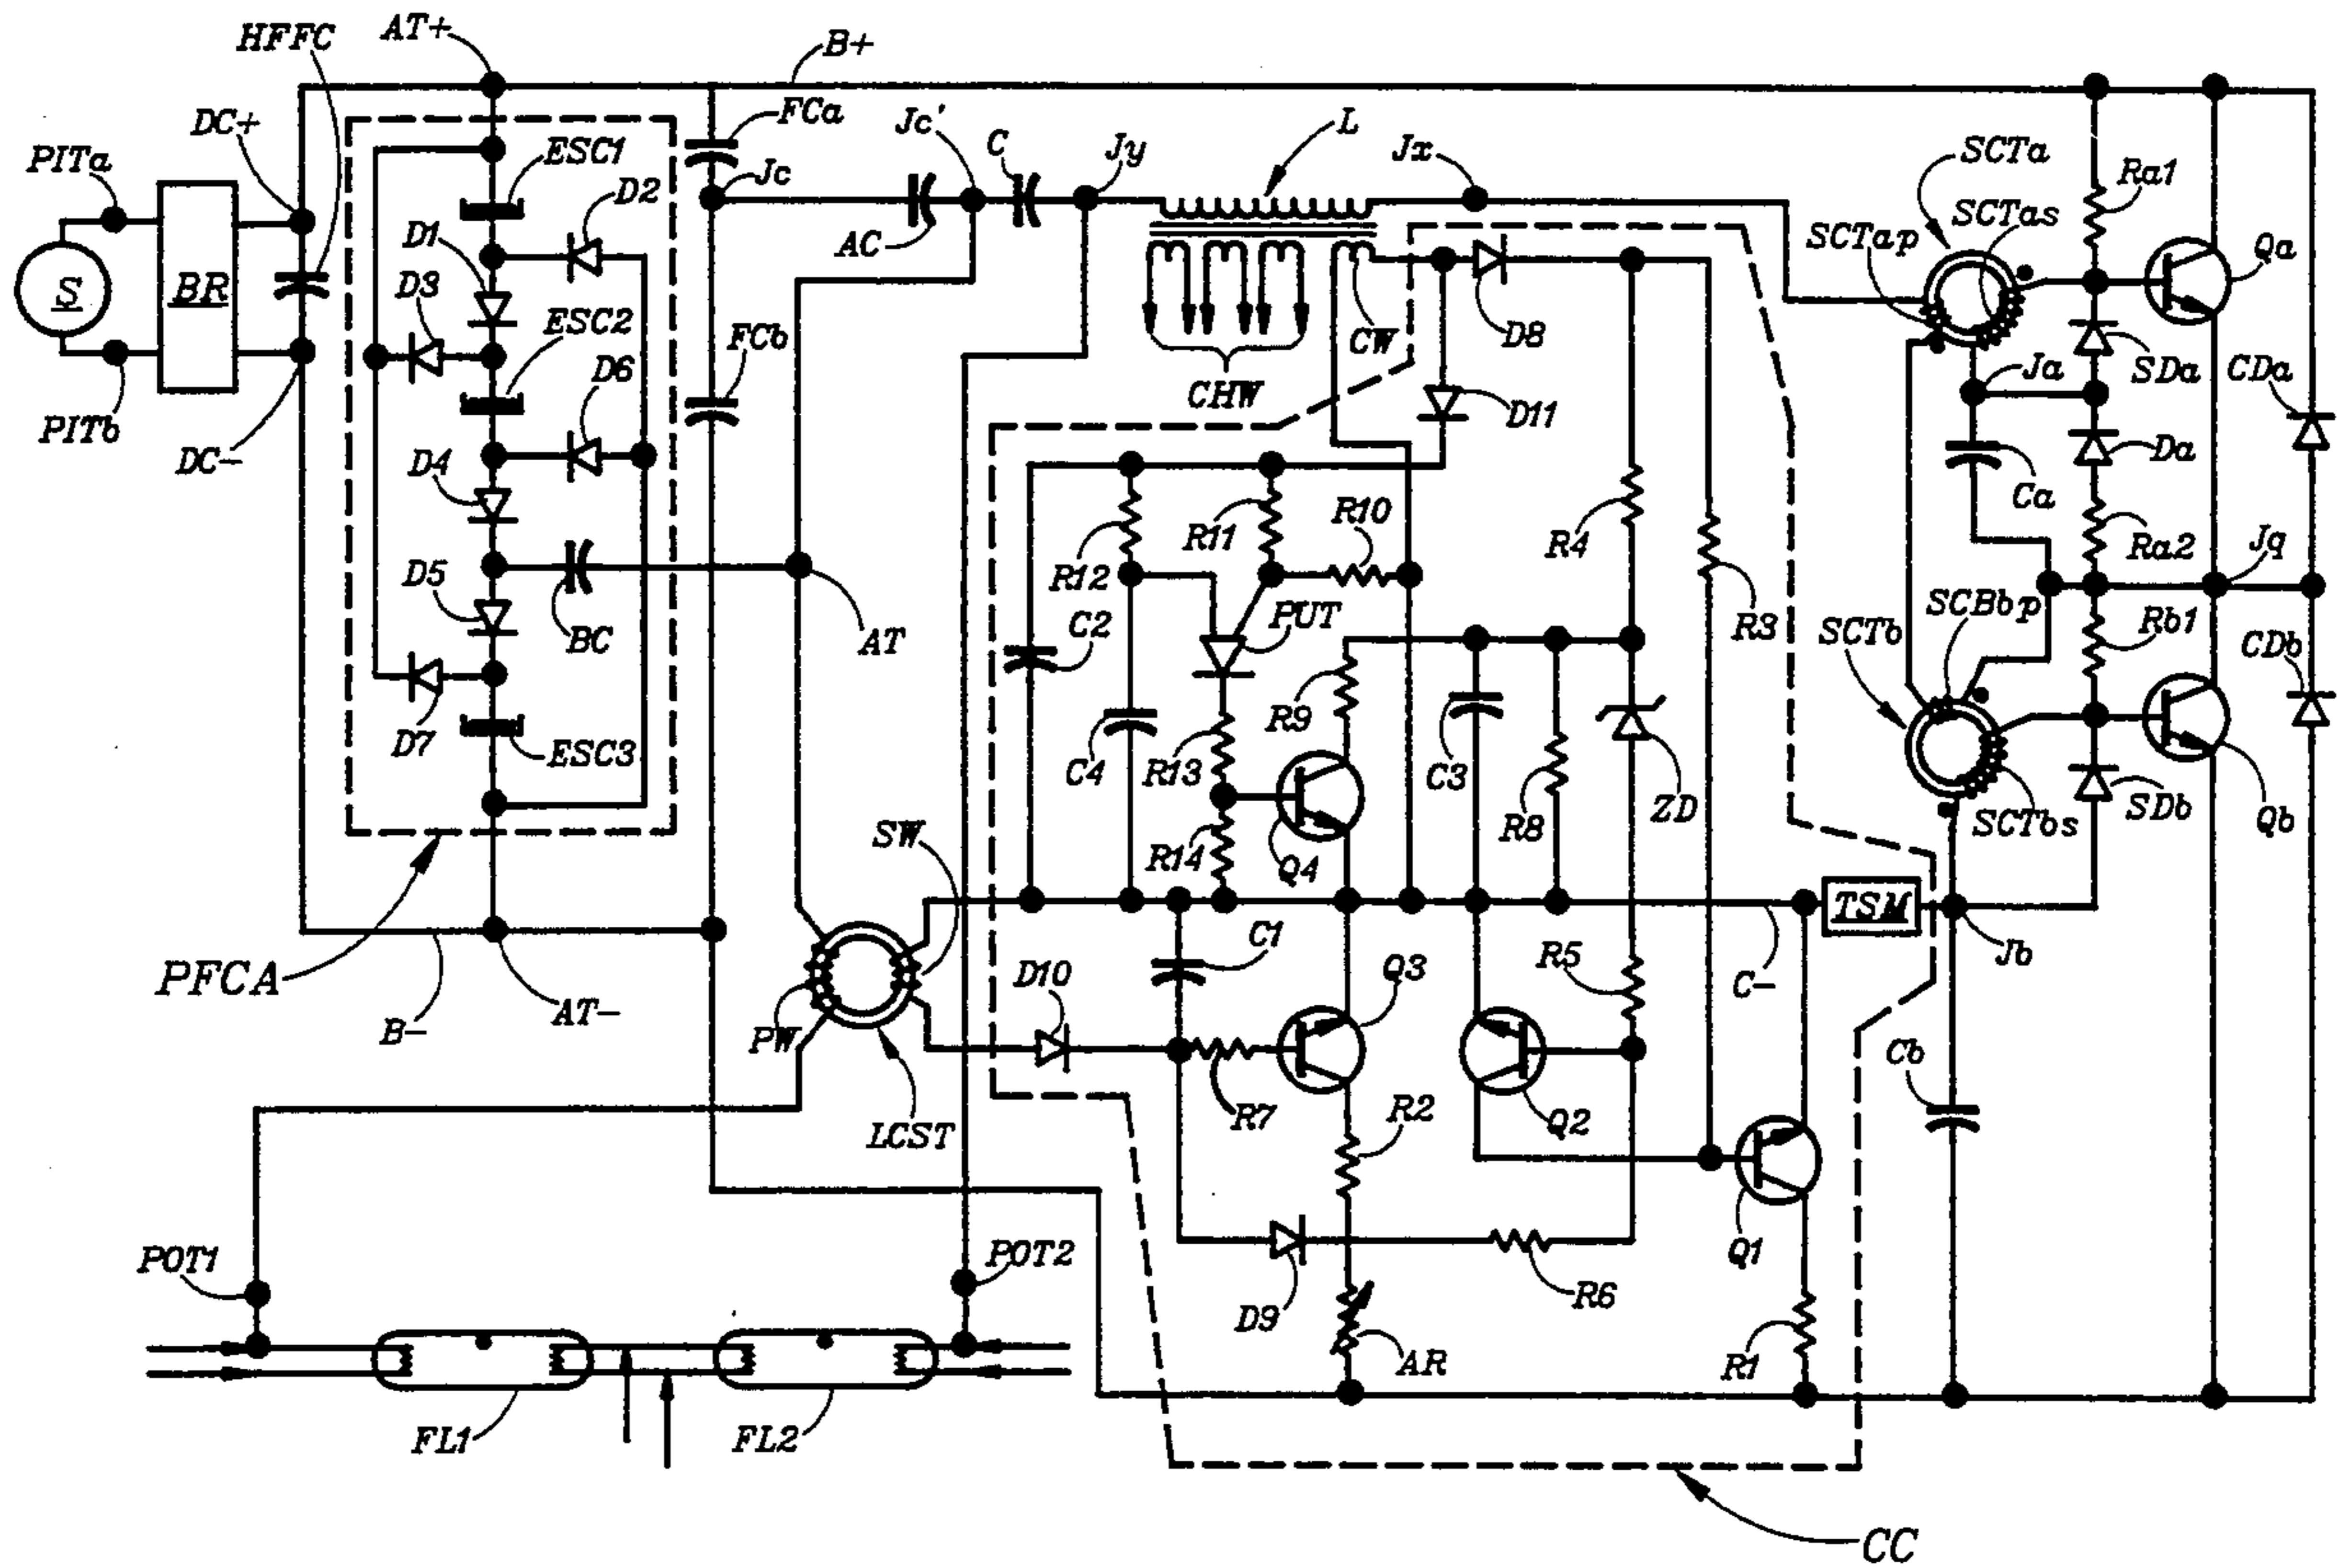 HFFC
AT+
B+
DC+
FCa
Jc'
C
Jy
L
Jx
SCTa
Ra1
PITa
ESC1
D2
Jc
AC
SCTap
SCTas
Qa
S
BR
D1
D3
ESC2
FCb
D6
CHW
CW
D8
D11
Ja
SDa
CDa
PITb
DC-
D4
Da
Ca
R12
R11
R10
R4
Ra2
Jq
D5
BC
AT
C2
PUT
R3
SCTb
SCBbp
Rb1
CDb
D7
ESC3
C4
R13
R9
C3
R8
ZD
SCTbs
SDb
Qb
SW
R14
Q4
TSM
PFCA
B-
AT-
PW
LCST
D10
C1
Q3
R5
C-
Jb
R7
R2
Q2
Cb
POT1
POT2
D9
R6
Q1
AR
R1
FL1
FL2
CC